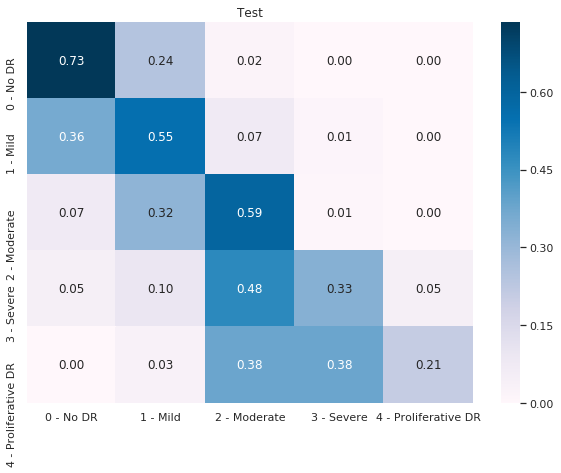 Test
0 - No DR
0.73 0.24 0.02 0.00 0.00
1 - Mild
0.36 0.55 0.07 0.01 0.00
2 - Moderate
0.07 0.32 0.59 0.01 0.00
3 - Severe
0.05 0.10 0.48 0.33 0.05
4 - Proliferative DR
0.00 0.03 0.38 0.38 0.21
0 - No DR 1 - Mild 2 - Moderate 3 - Severe 4 - Proliferative DR
0.60
0.45
0.30
0.15
0.00